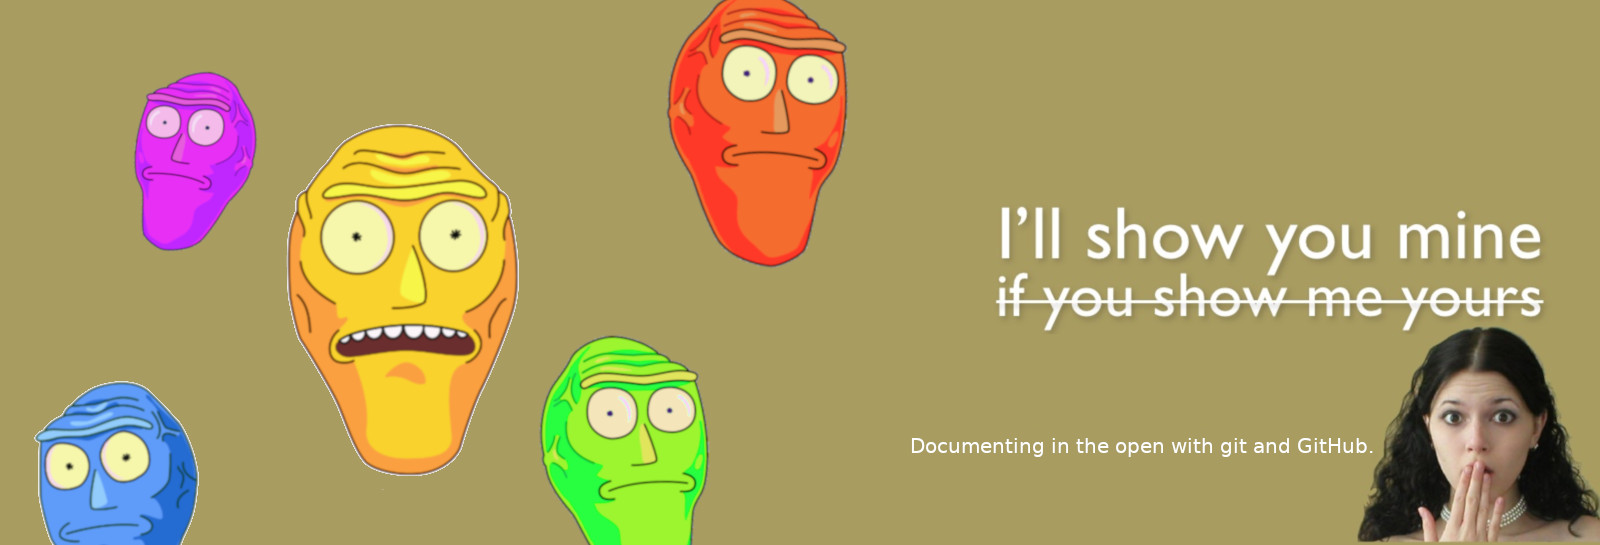 I’ll show you mine
if you show me yours
Documenting in the open with git and GitHub.